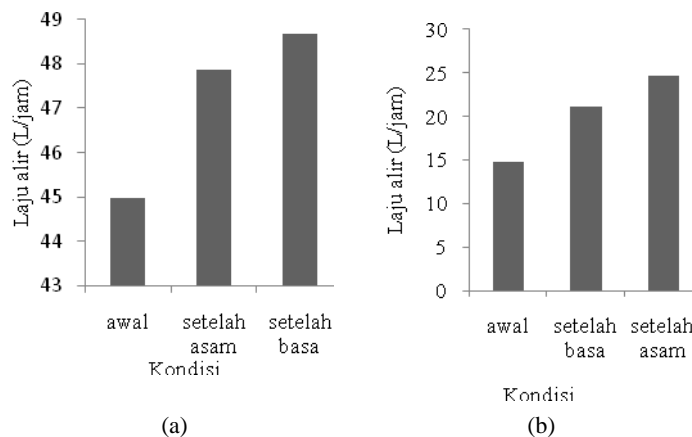 Laju alir (L/jam)
49
48
47
46
45
44
43
awal
setelah
asam
setelah
basa
Kondisi
(a)
Laju alir (L/jam)
30
25
20
15
10
5
0
awal
setelah
basa
setelah
asam
Kondisi
(b)